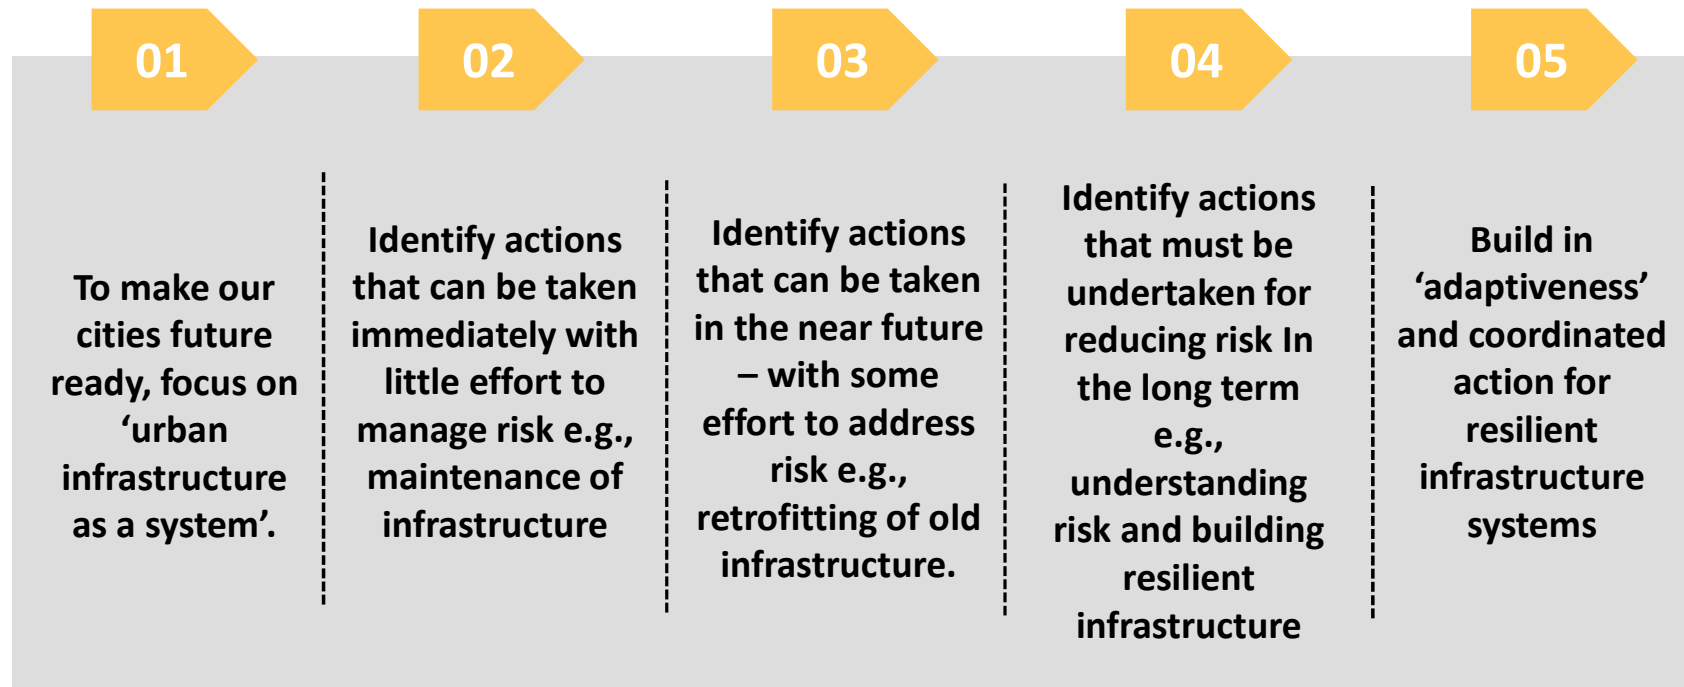 01
To make our
cities future
ready, focus on
‘urban
infrastructure
as a system’.
02
Identify actions
that can be taken
immediately with
little effort to
manage risk e.g.,
maintenance of
infrastructure
03
Identify actions
that can be taken
in the near future
– with some
effort to address
risk e.g.,
retrofitting of old
infrastructure.
04
Identify actions
that must be
undertaken for
reducing risk In
the long term
e.g.,
understanding
risk and building
resilient
infrastructure
05
Build in
‘adaptiveness’
and coordinated
action for
resilient
infrastructure
systems